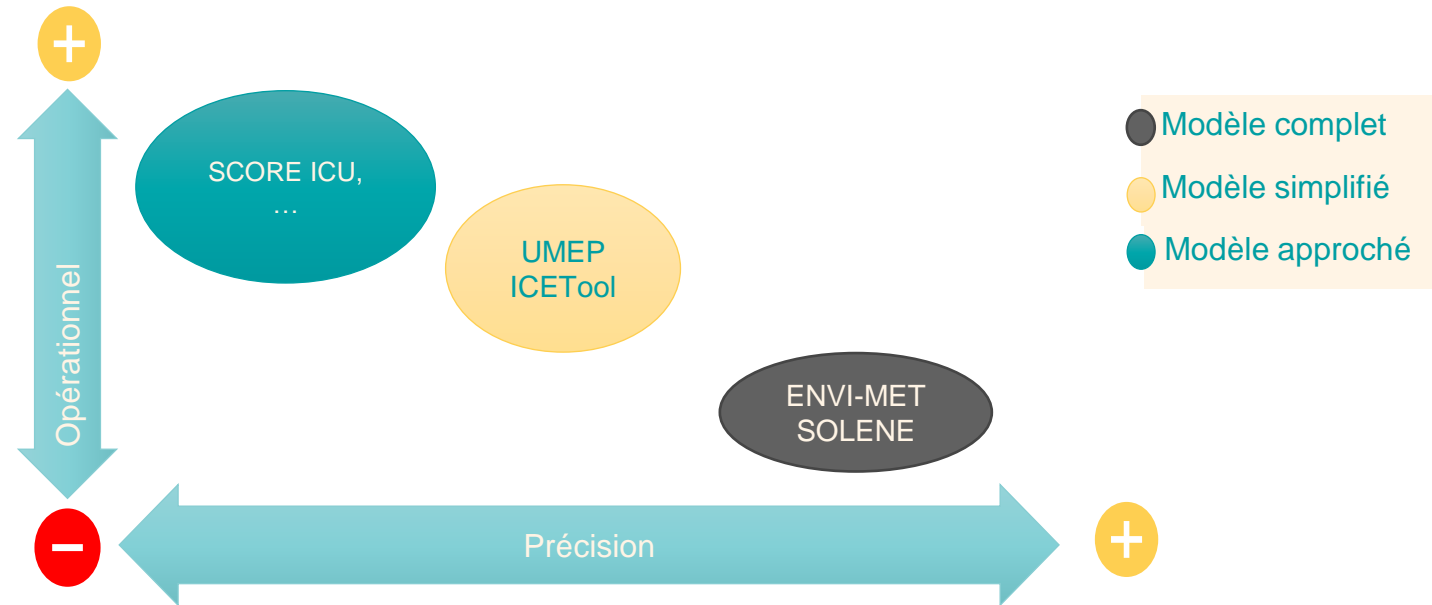 +
SCORE ICU,
…
UMEP
ICETool
ENVI-MET
SOLENE
Modèle complet
Modèle simplifié
Modèle approché
Opérationnel
−
Précision
+